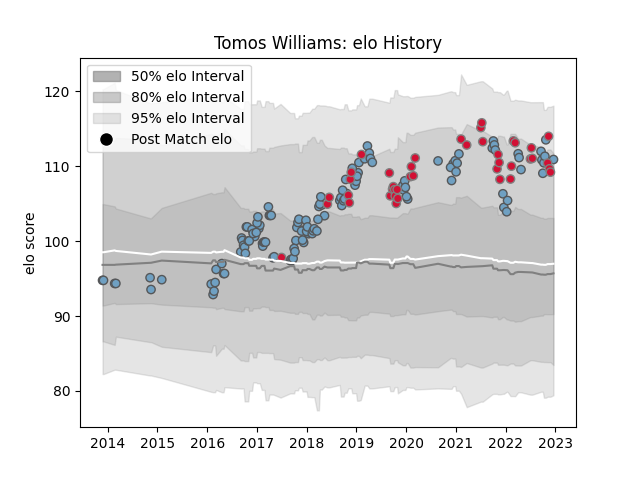 Tomos Williams: elo History
50% elo Interval
80% elo Interval
95% elo Interval
Post Match elo
elo score
120
110
100
90
80
2014 2015 2016 2017 2018 2019 2020 2021 2022 2023